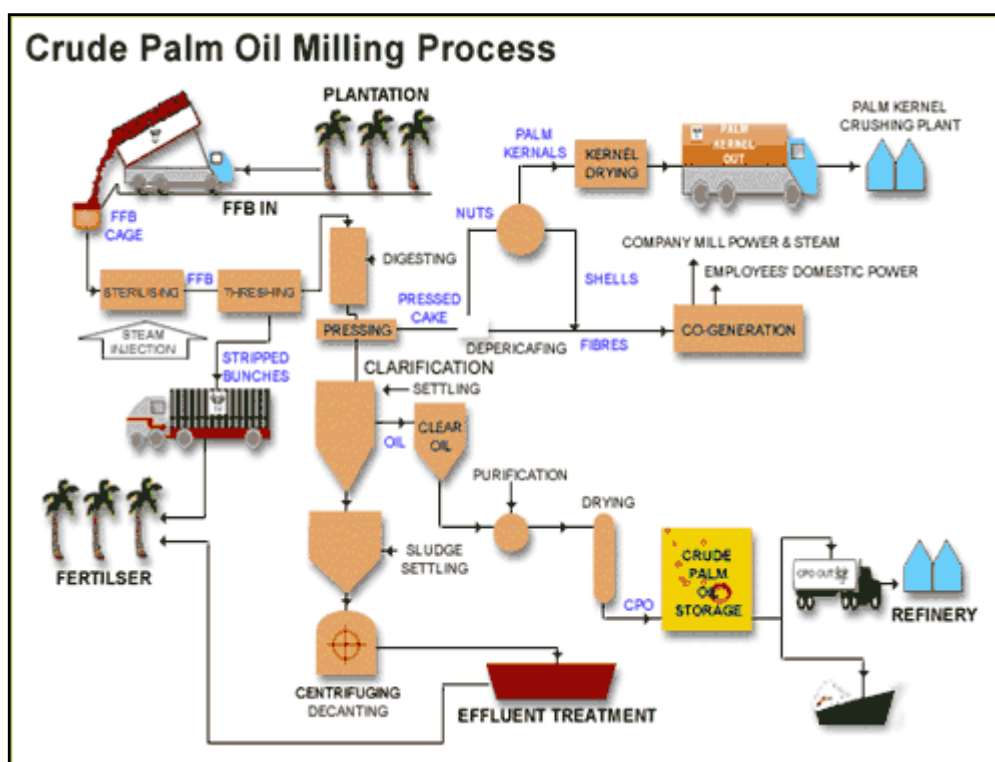 Crude Palm Oil Milling Process
PLANTATION
FFB IN
FFB
CAGE
STERILISING
FFB
THRESHING
STEAM
INJECTION
STRIPPED
BUNCHES
FERTILSER
DIGESTING
PRESSING
PRESSED
CAKE
NUTS
PALM
KERNALS
KERNEL
DRYING
PALM
KERNEL
OUT
PALM KERNEL
CRUSHING PLANT
SHELLS
DEPERICAFING
FIBRES
COMPANY MILL POWER & STEAM
EMPLOYEES' DOMESTIC POWER
CO-GENERATION
CLARIFICATION
SETTLING
OIL
CLEAR
OIL
PURIFICATION
DRYING
SLUDGE
SETTLING
CENTRIFUGING
DECANTING
EFFLUENT TREATMENT
CPO
CRUDE
PALM
OIL
STORAGE
CPO OUT
REFINERY